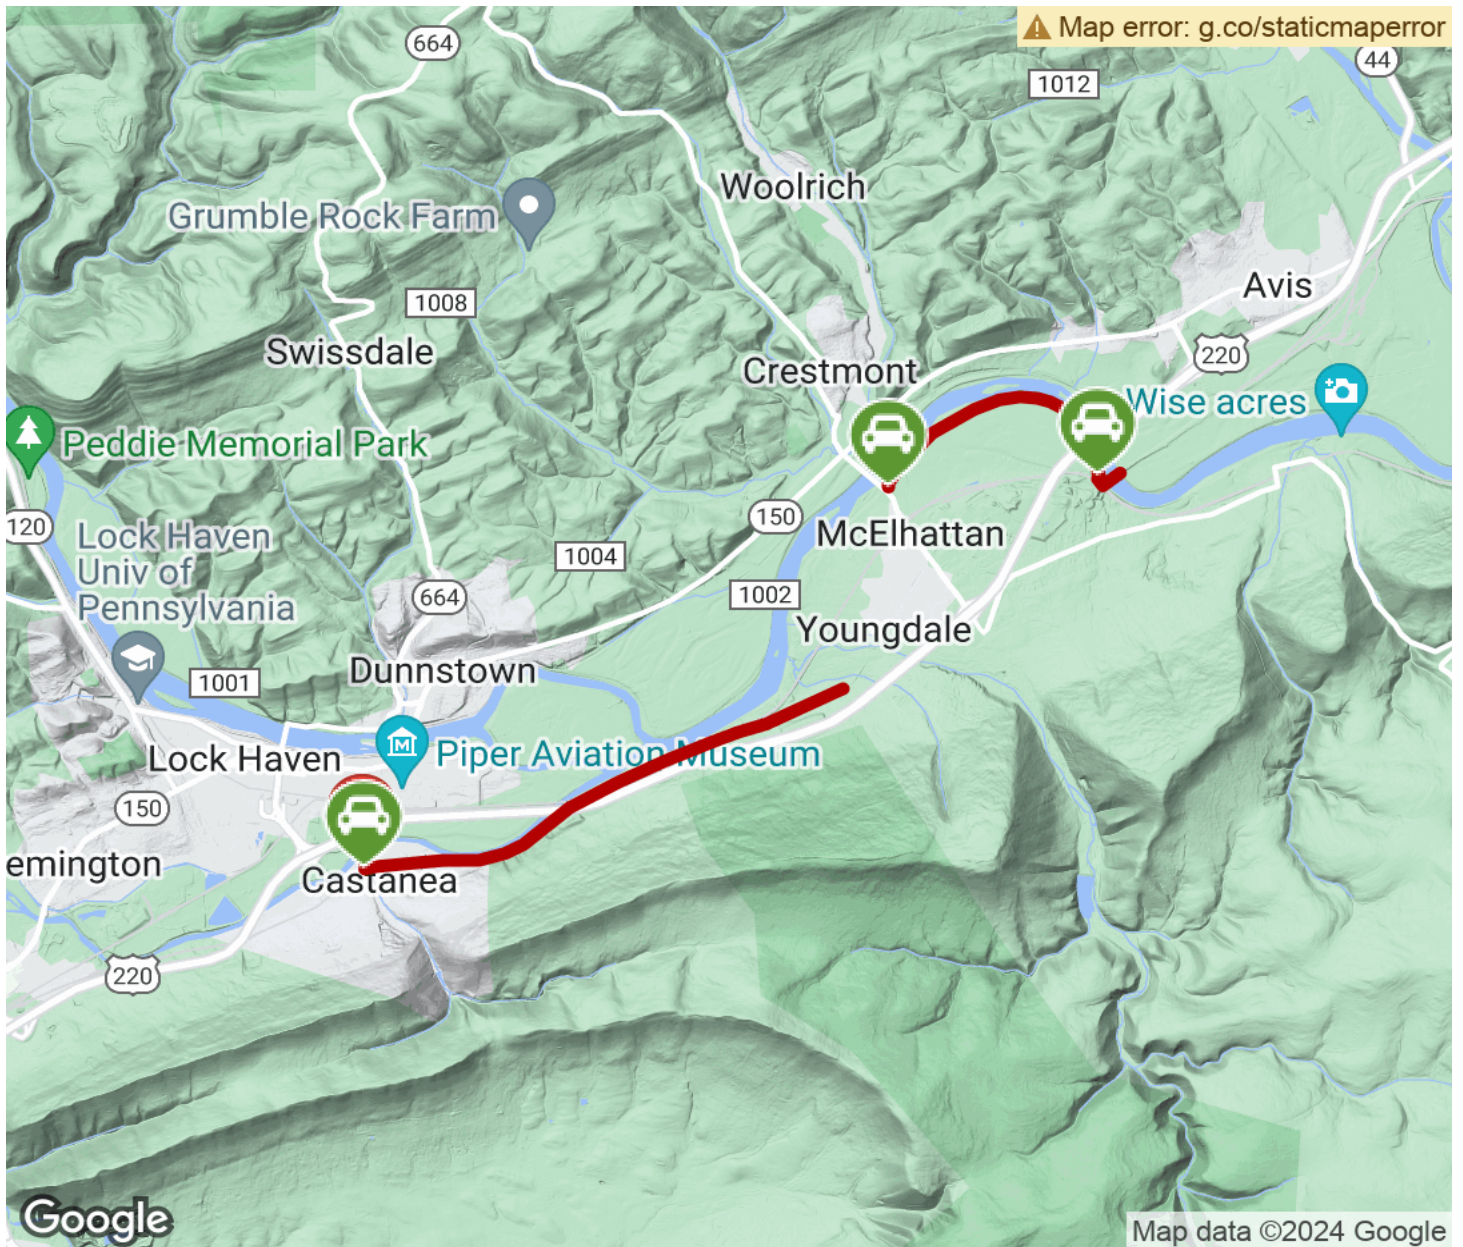 Map error: g.co/staticmaperror
664
44
1012
Woolrich
Grumble Rock Farm
Avis
1008
Swissdale
220
Crestmont
Wise acres
Peddie Memorial Park
120
150
McElhattan
Lock Haven
Univ of
Pennsylvania
1004
1002
664
Youngdale
Dunnstown
1001
Lock Haven
Piper Aviation Museum
150
emington
Castanea
220
Google
Map data ©2024 Google